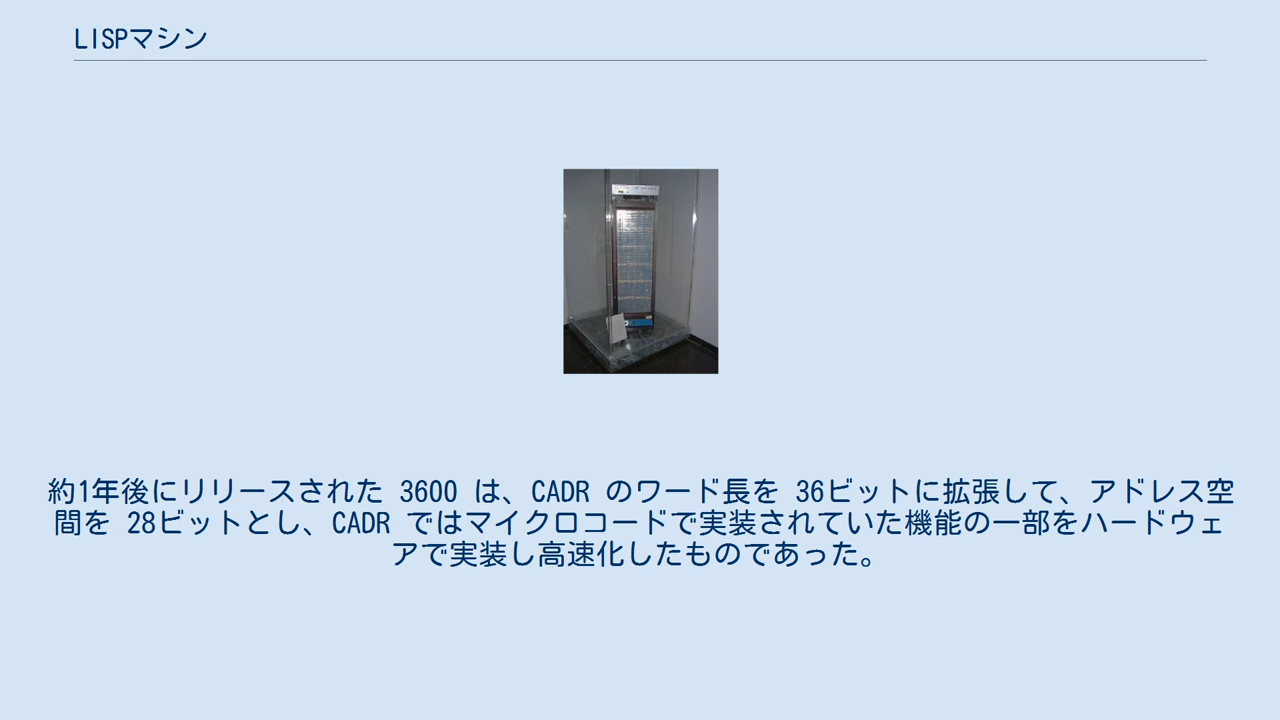 LISPマシン
約1年後にリリースされた 3600 は、CADR のワード長を 36ビットに拡張して、アドレス空
間を 28ビットとし、CADR ではマイクロコードで実装されていた機能の一部をハードウェ
アで実装し高速化したものであった。